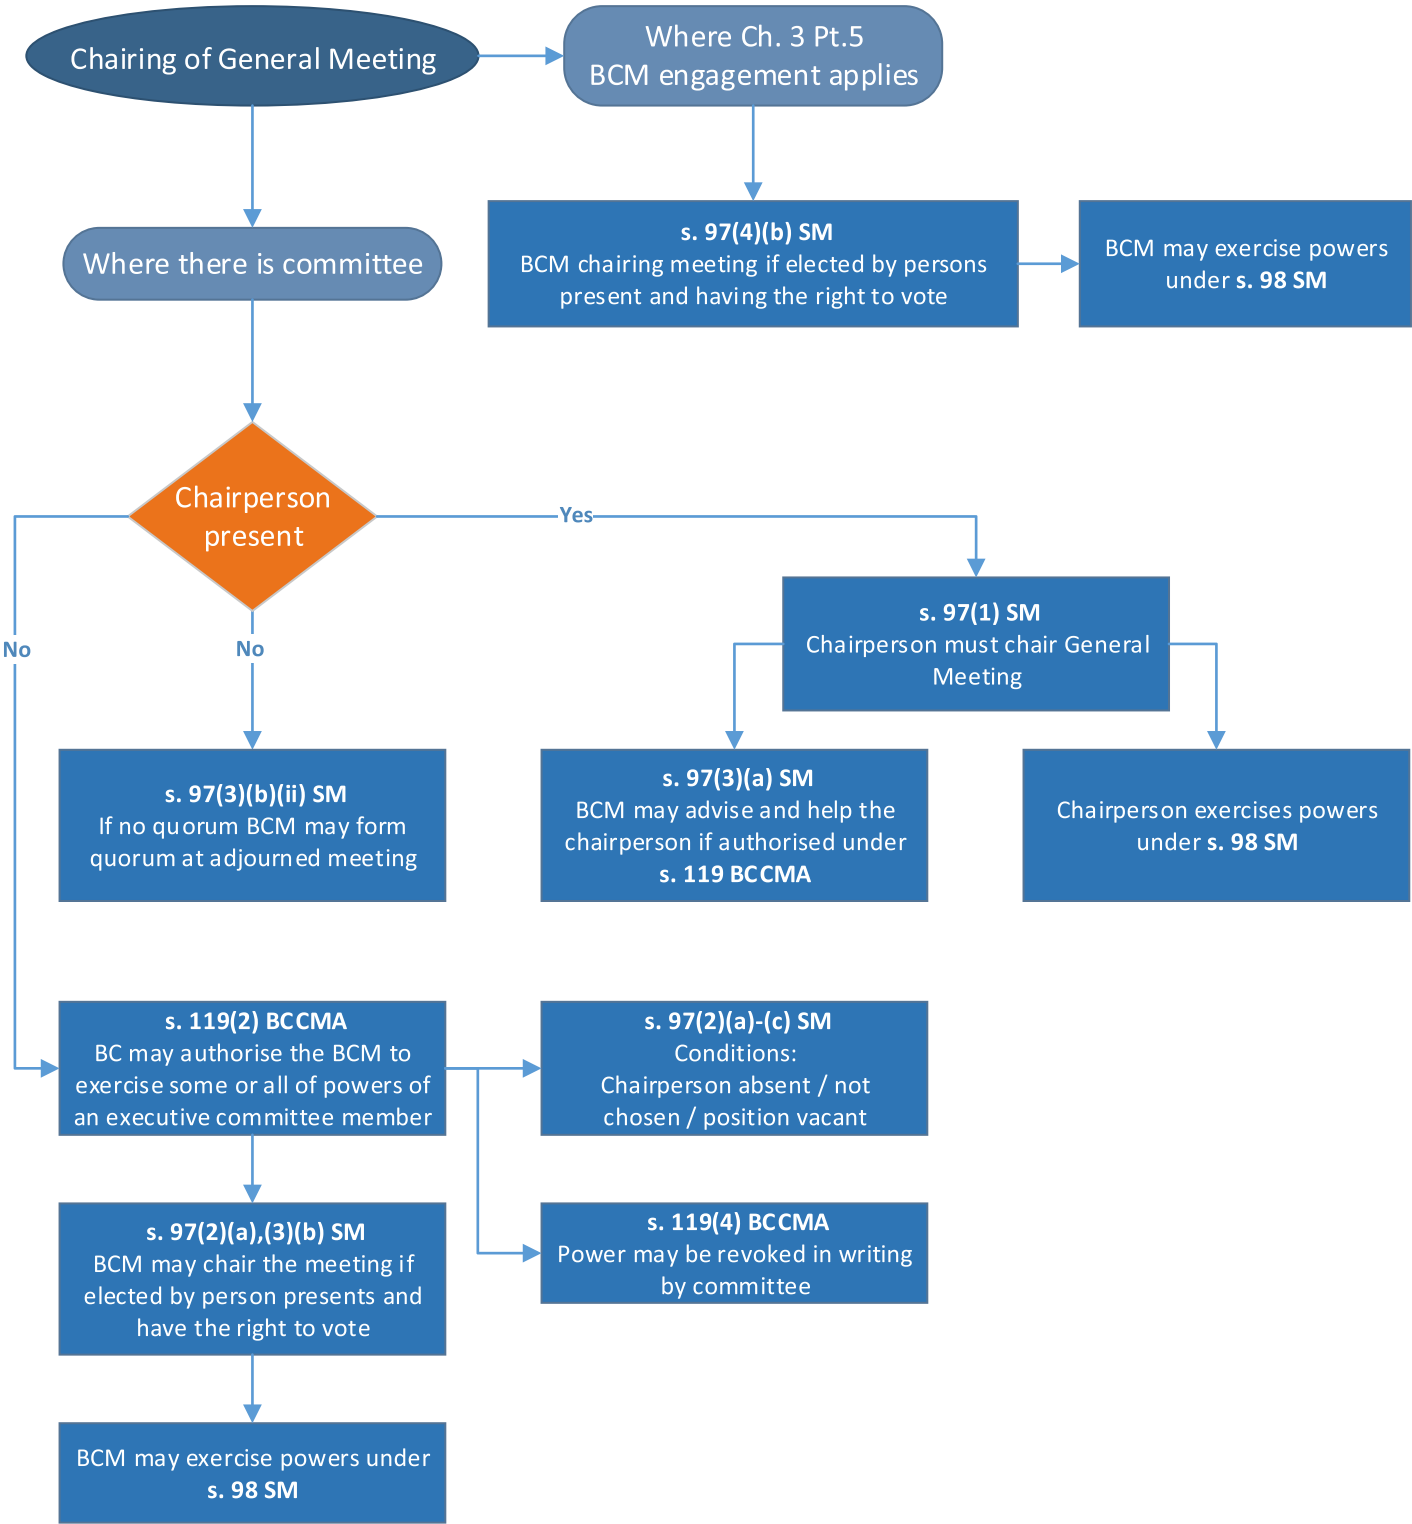 Chairing of General Meeting
Where Ch. 3 Pt.5
BCM engagement applies
s. 97(4)(b) SM
BCM chairing meeting if elected by persons
present and having the right to vote
BCM may exercise powers
under s. 98 SM
Where there is committee
Chairperson
present
Yes
No
No
s. 97(1) SM
Chairperson must chair General
Meeting
s. 97(3)(b)(ii) SM
If no quorum BCM may form
quorum at adjourned meeting
s. 97(3)(a) SM
BCM may advise and help the
chairperson if authorised under
s. 119 BCCMA
Chairperson exercises powers
under s. 98 SM
s. 119(2) BCCMA
BC may authorise the BCM to
exercise some or all of powers of
an executive committee member
s. 97(2)(a)-(c) SM
Conditions:
Chairperson absent / not
chosen / position vacant
s. 97(2)(a),(3)(b) SM
BCM may chair the meeting if
elected by person presents and
have the right to vote
s. 119(4) BCCMA
Power may be revoked in writing
by committee
BCM may exercise powers under
s. 98 SM